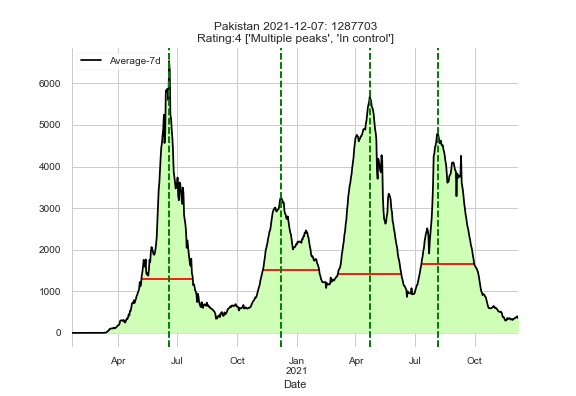 Pakistan 2021-12-07: 1287703
Rating:4 ['Multiple peaks', 'In control']
Average-7d
6000
5000
4000
3000
2000
1000
0
Apr Jul Oct Jan Apr Jul Oct
2021
Date